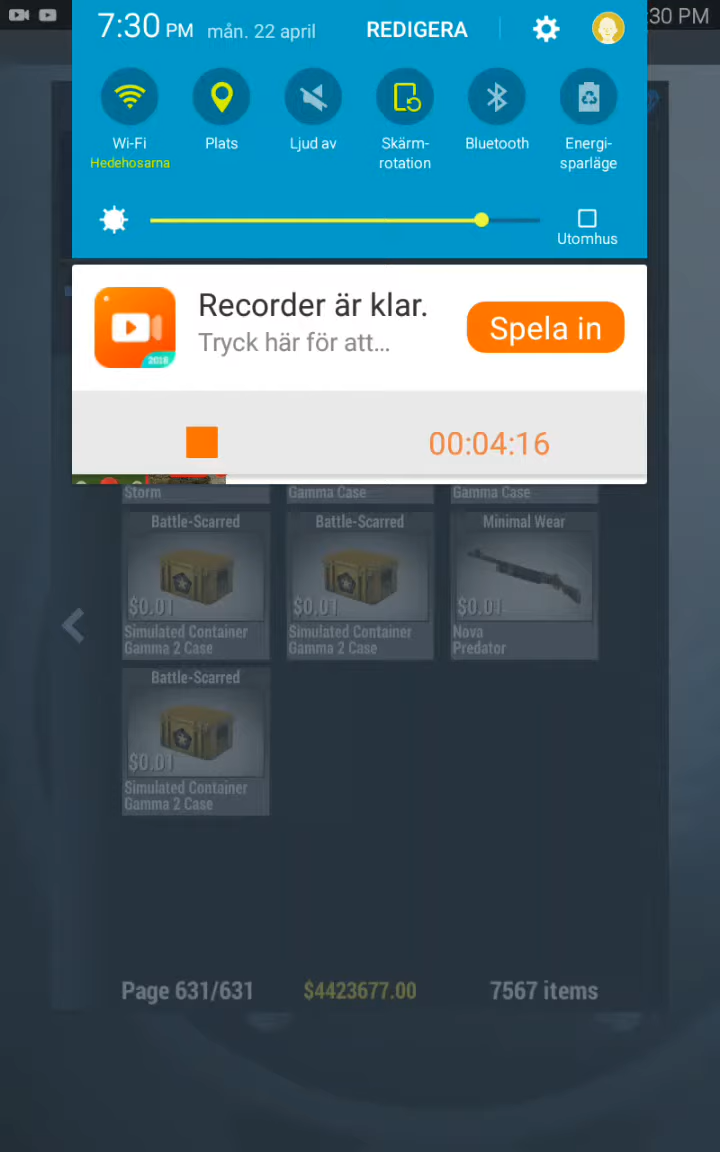 :30 PM
7:30 PM mån. 22 april REDIGERA
Wi-Fi
Hedehosarna
Plats
Ljud av
Skärm-
rotation
Bluetooth
Energi-
sparläge
Utomhus
Recorder är klar.
Tryck här för att...
Spela in
2018
00:04:16
Storm
Gamma Case
Gamma Case
Battle-Scarred
$0.01
Simulated Container
Gamma 2 Case
Battle-Scarred
$0.01
Simulated Container
Gamma 2 Case
Minimal Wear
$0.01
Nova
Predator
Battle-Scarred
$0.01
Simulated Container
Gamma 2 Case
Page 631/631 $4423677.00 7567 items